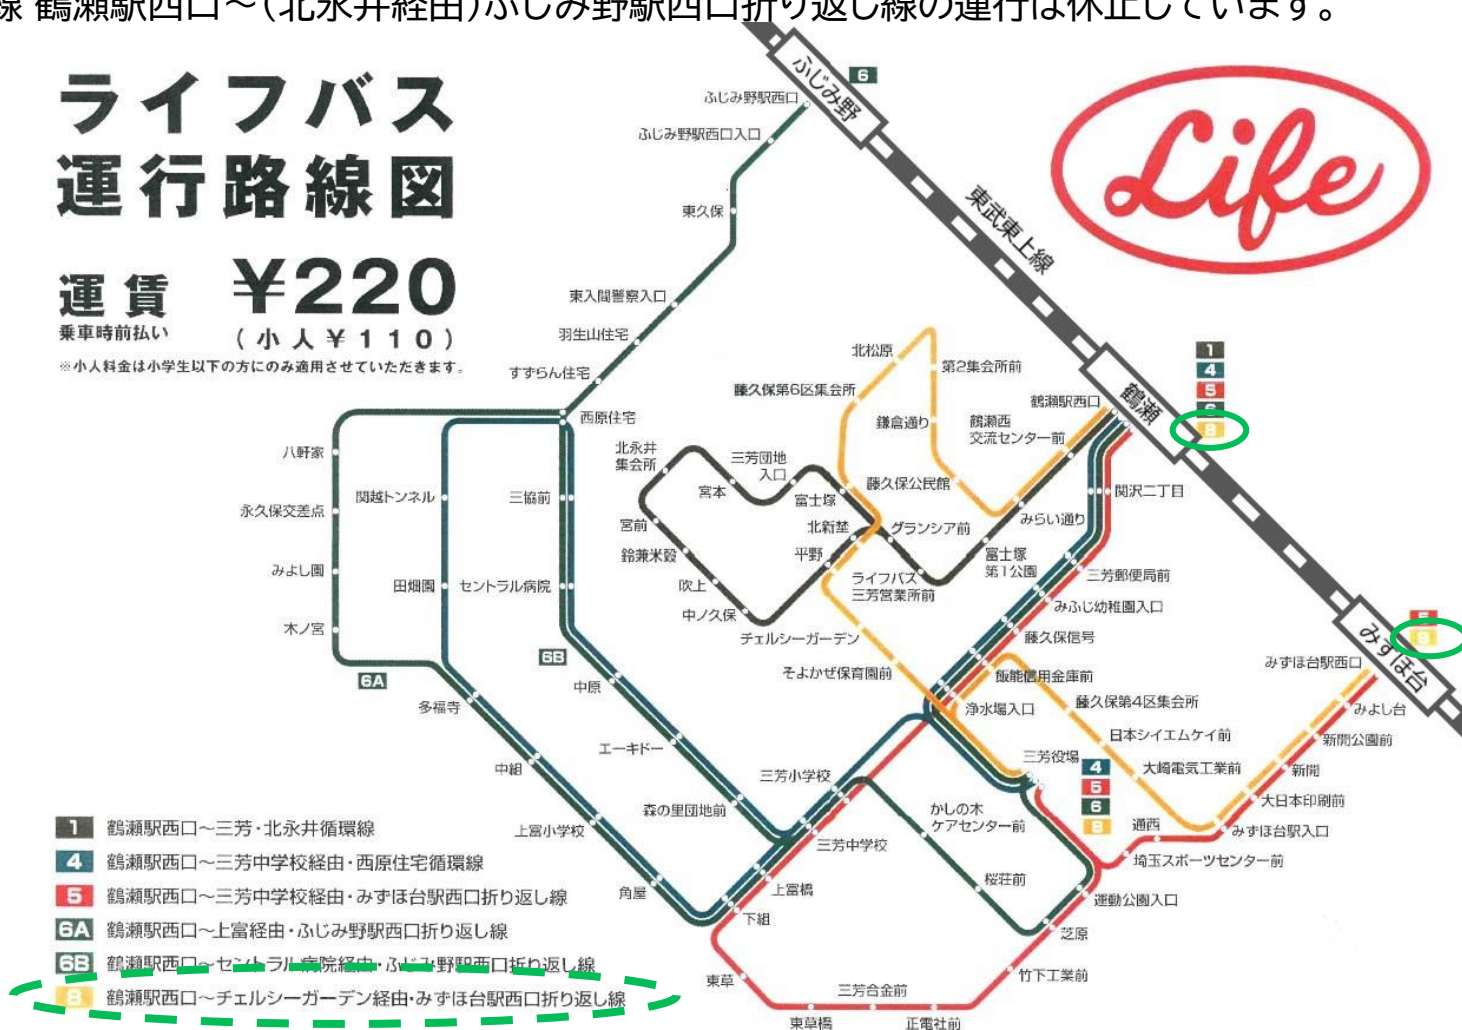 線 鶴瀬駅西口～(北永井経由)ふじみ野駅西口折り返し線の運行は休止しています。
ライフバス
運行路線図
運賃 ¥220
乗車時前払い
(小人¥110)
※小人料金は小学生以下の方にのみ適用させていただきます。
Life
ふじみ野
6
東武東上線
鶴瀬
1
4
5
6
8
みずほ台
5
8
ふじみ野駅西口
ふじみ野駅西口入口
東久保
東入間警察入口
羽生山住宅
すずらん住宅
西原住宅
八軒家
永久保交差点
みよし園
木ノ宮
6A
関越トンネル
田畑園
三協前
セントラル病院
6B
多福寺
中組
上富小学校
角屋
中原
エーキドー
森の里団地前
三芳小学校
三芳中学校
上富橋
下組
東草
東草橋
三芳合金前
正電社前
竹下工業前
芝原
運動公園入口
桜荘前
かしの木
ケアセンター前
北松原
第2集会所前
藤久保第6区集会所
鎌倉通り
鶴瀬西
交流センター前
鶴瀬駅西口
北永井
集会所
三芳団地
入口
宮本
富士塚
藤久保公民館
みらい通り
北新埜
グランシア前
宮前
鈴兼米穀
吹上
中ノ久保
平野
ライフバス
三芳営業所前
富士塚
第1公園
チェルシーガーデン
そよかぜ保育園前
関沢二丁目
三芳郵便局前
みふじ幼稚園入口
藤久保信号
飯能信用金庫前
浄水場入口
藤久保第4区集会所
日本シイエムケイ前
大崎電気工業前
三芳役場
4
5
6
8
みずほ台駅西口
みよし台
新開公園前
新開
大日本印刷前
みずほ台駅入口
通西
埼玉スポーツセンター前
1 鶴瀬駅西口～三芳・北永井循環線
4 鶴瀬駅西口～三芳中学校経由・西原住宅循環線
5 鶴瀬駅西口～三芳中学校経由・みずほ台駅西口折り返し線
6A 鶴瀬駅西口～上富経由・ふじみ野駅西口折り返し線
6B 鶴瀬駅西口～セントラル病院経由・ふじみ野駅西口折り返し線
8 鶴瀬駅西口～チェルシーガーデン経由・みずほ台駅西口折り返し線